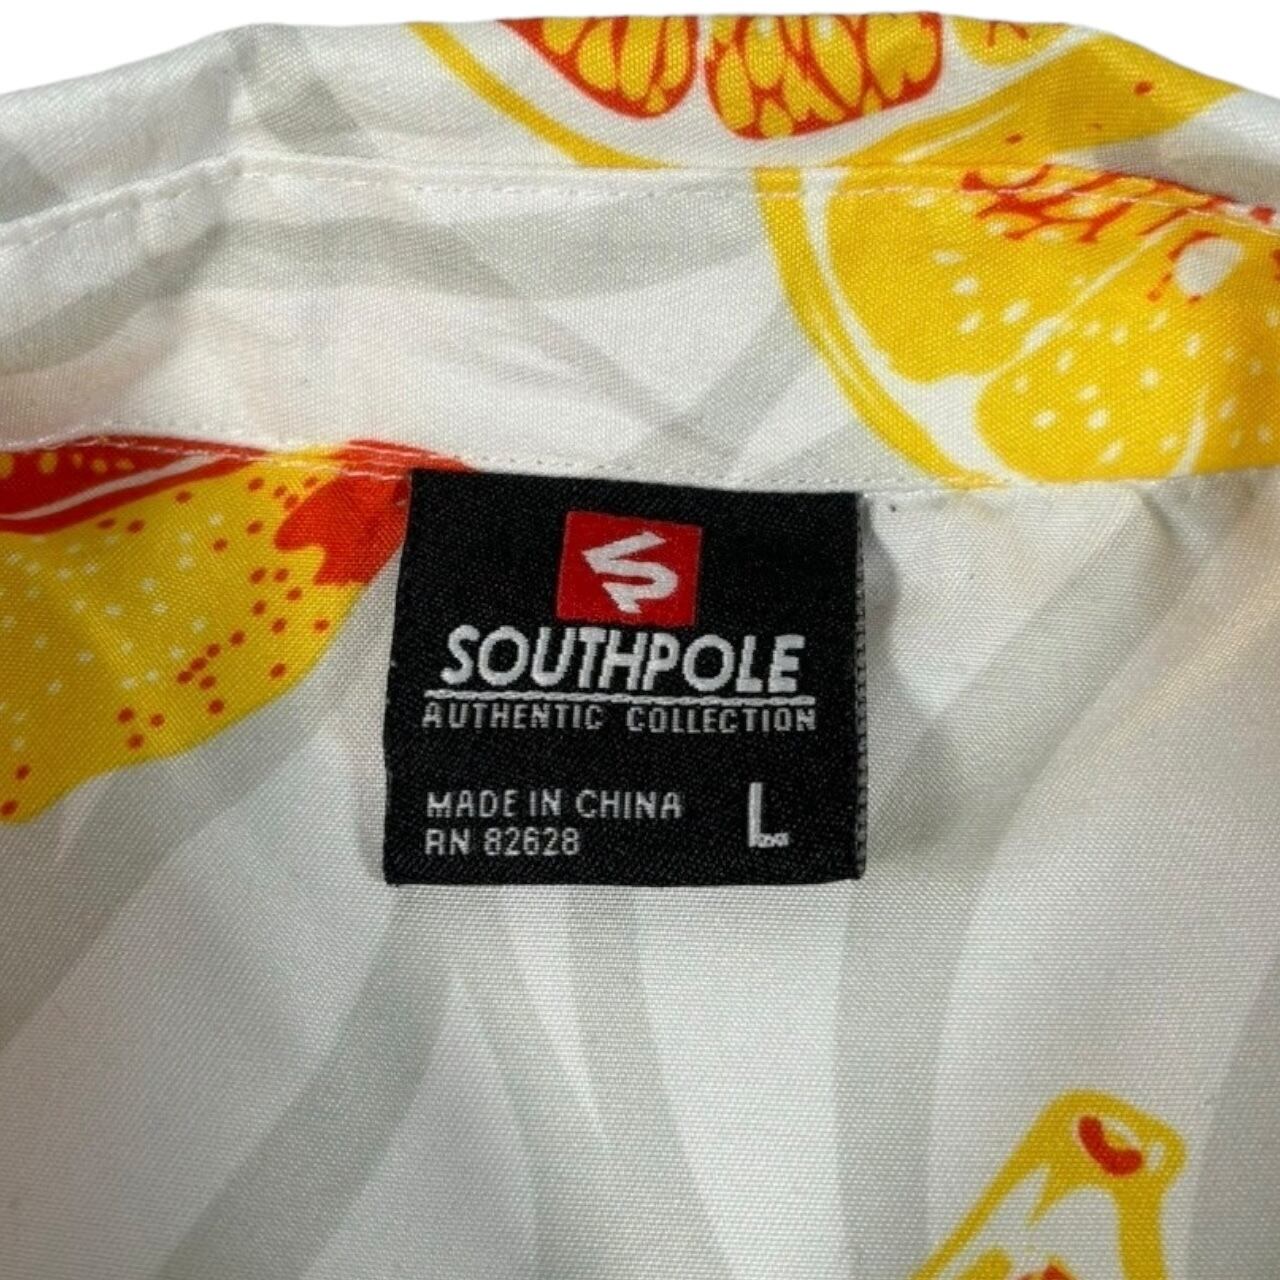 SOUTHPOLE
AUTHENTIC COLLECTION
MADE IN CHINA
RN 82628
L